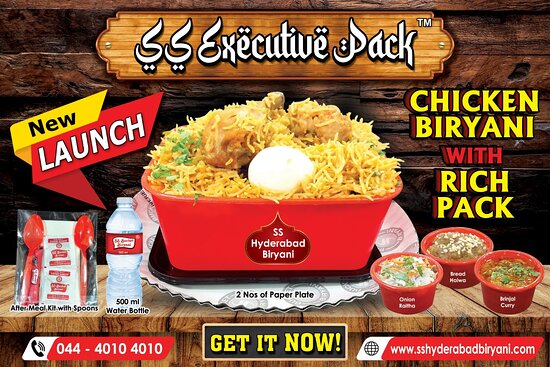 SS Executive Pack™
New
LAUNCH
CHICKEN
BIRYANI
WITH
RICH
PACK
SS
Hyderabad
Biryani
After Meal Kit with Spoons
500 ml
Water Bottle
2 Nos of Paper Plate
Onion
Raitha
Bread
Halwa
Brinjol
Curry
044 - 4010 4010
GET IT NOW!
www.sshyderabadbiryani.com